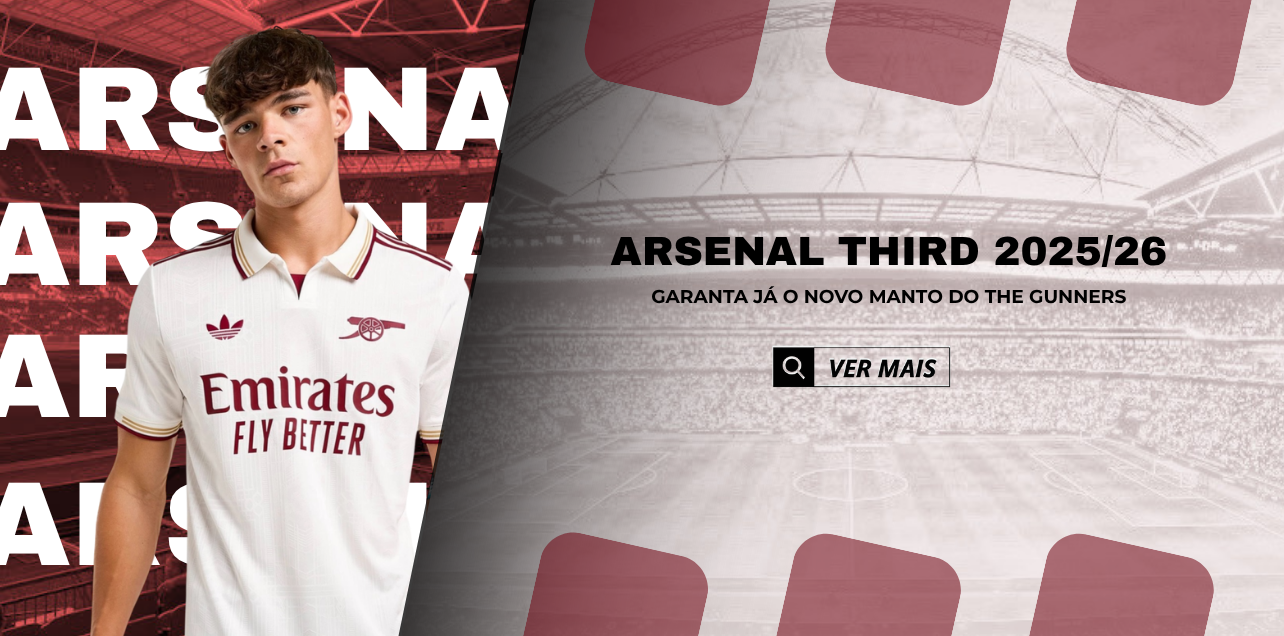 ARSENA
ARSENA
AR
ARS
Emirates
FLY BETTER
ARSENAL THIRD 2025/26
GARANTA JÁ O NOVO MANTO DO THE GUNNERS
VER MAIS